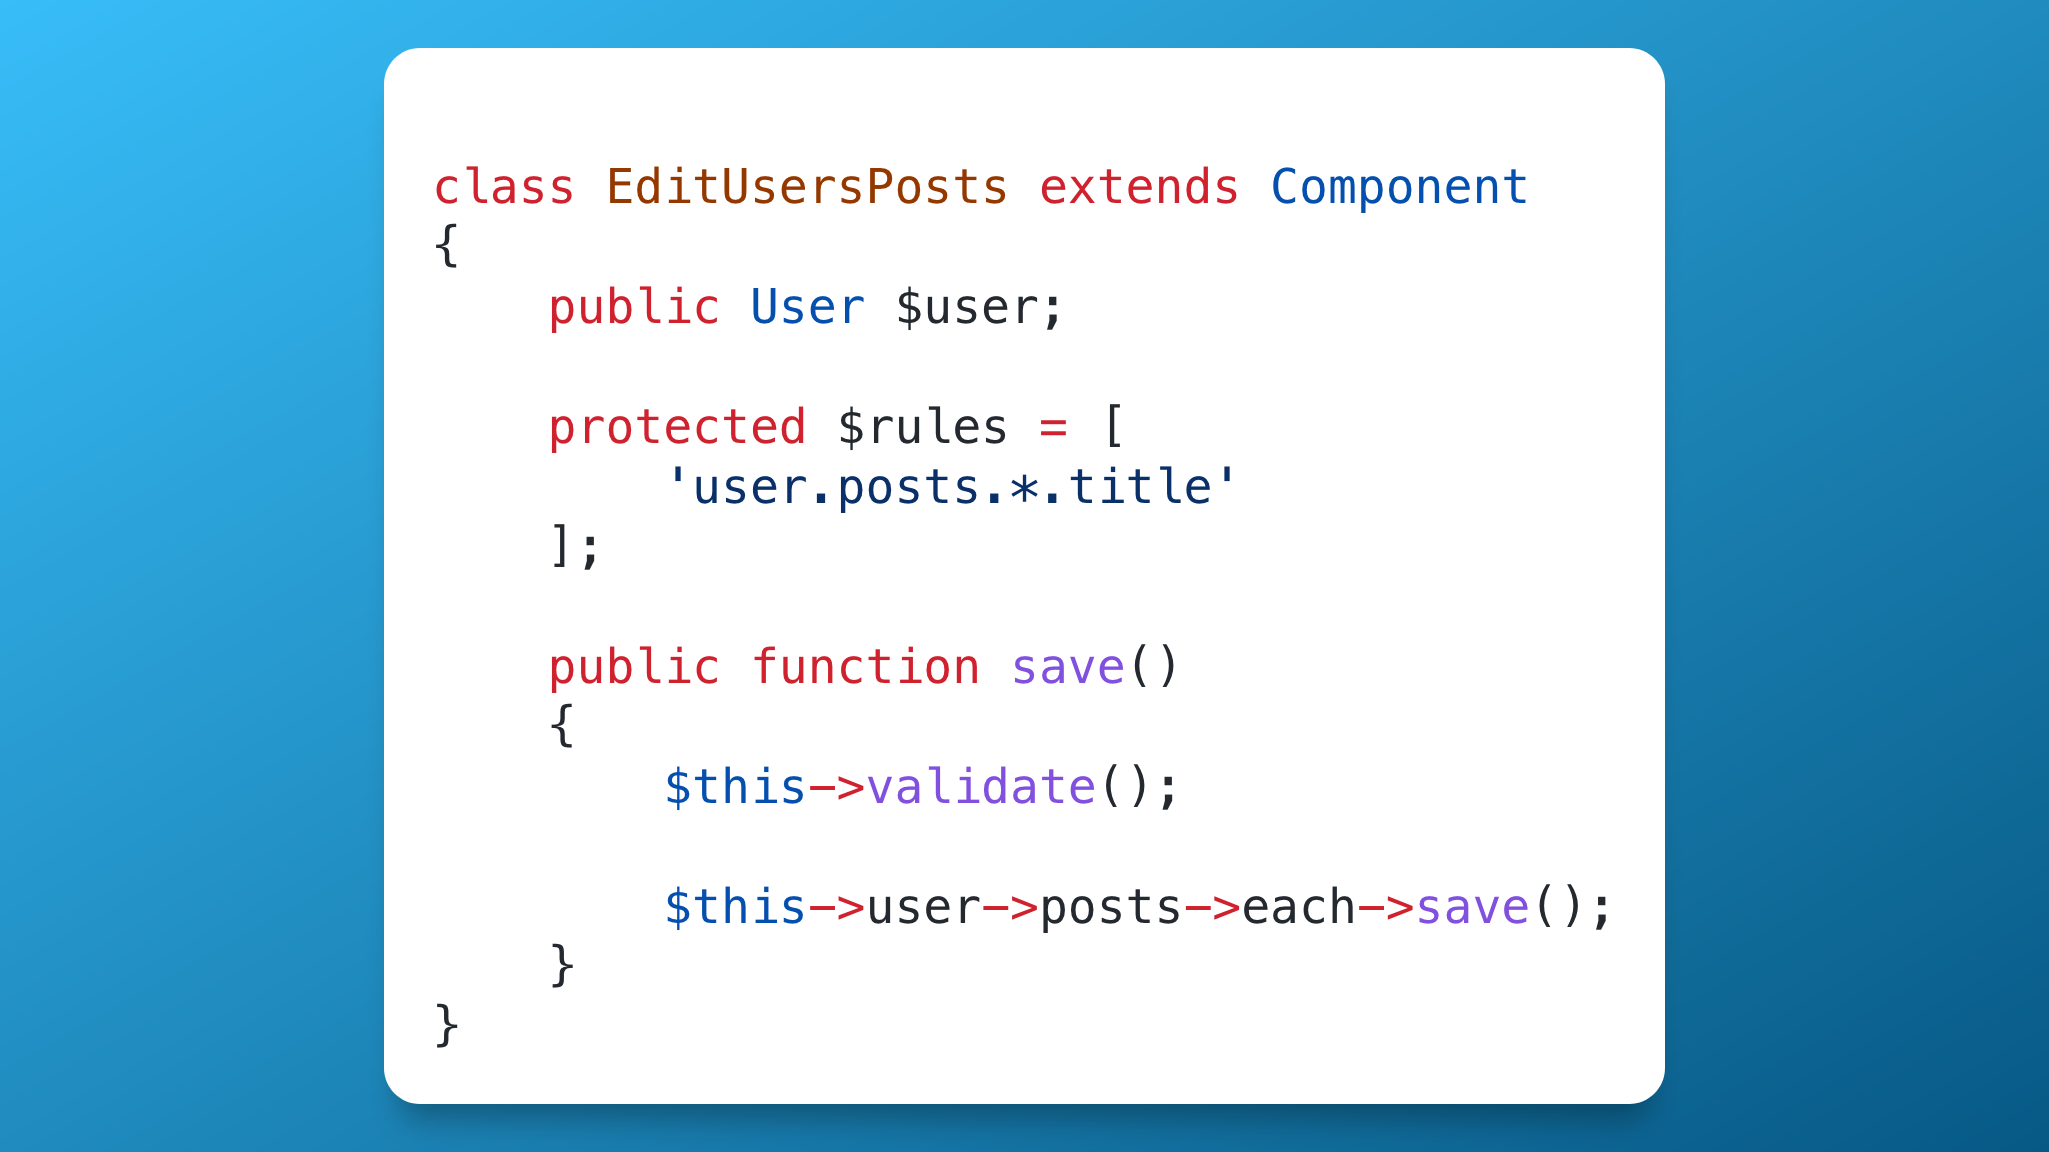 class EditUsersPosts extends Component
{
    public User $user;

    protected $rules = [
        'user.posts.*.title'
    ];

    public function save()
    {
        $this->validate();

        $this->user->posts->each->save();
    }
}